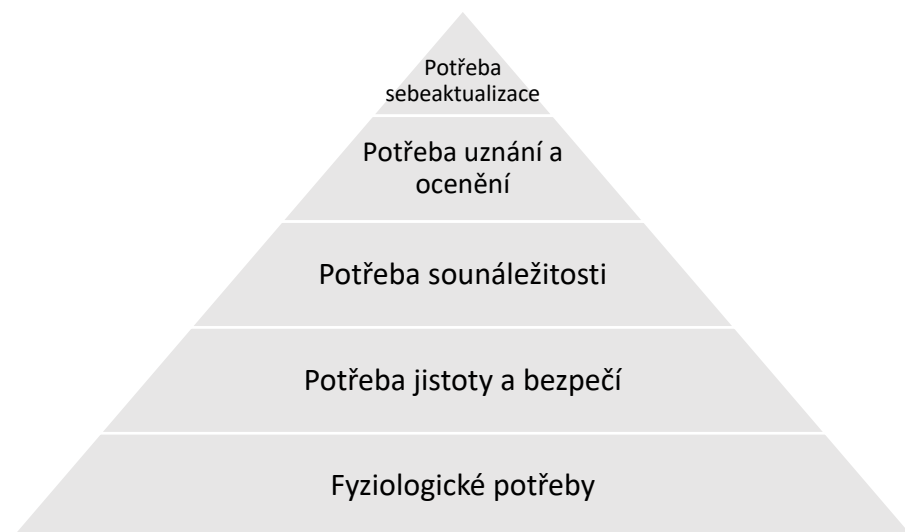 Potřeba
sebeaktualizace
Potřeba uznání a
ocenění
Potřeba sounáležitosti
Potřeba jistoty a bezpečí
Fyziologické potřeby